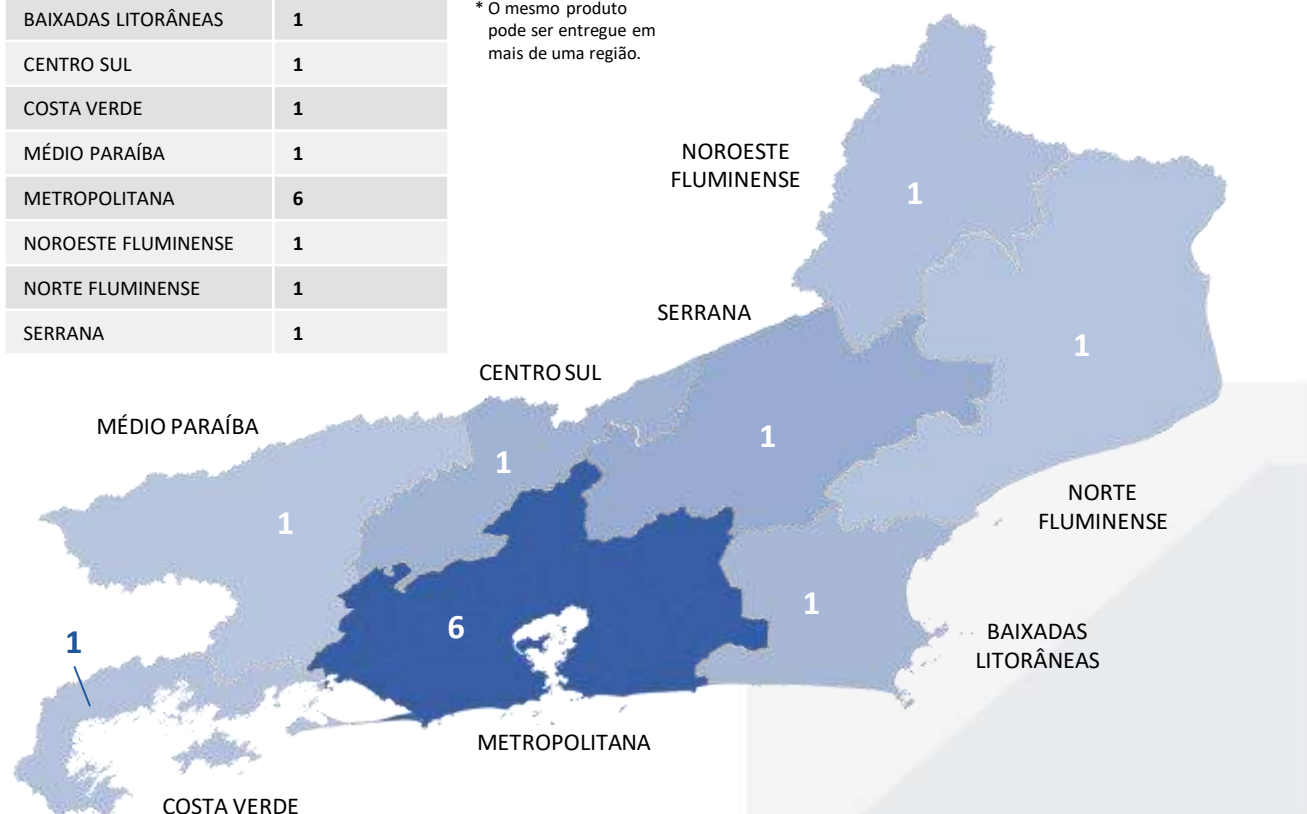 BAIXADAS LITORÂNEAS 1
CENTRO SUL 1
COSTA VERDE 1
MÉDIO PARAÍBA 1
METROPOLITANA 6
NOROESTE FLUMINENSE 1
NORTE FLUMINENSE 1
SERRANA 1
* O mesmo produto
pode ser entregue em
mais de uma região.
NOROESTE
FLUMINENSE
1
SERRANA
1
CENTRO SUL
MÉDIO PARAÍBA
1
1
1
NORTE
FLUMINENSE
1
6
1
BAIXADAS
LITORÂNEAS
METROPOLITANA
COSTA VERDE